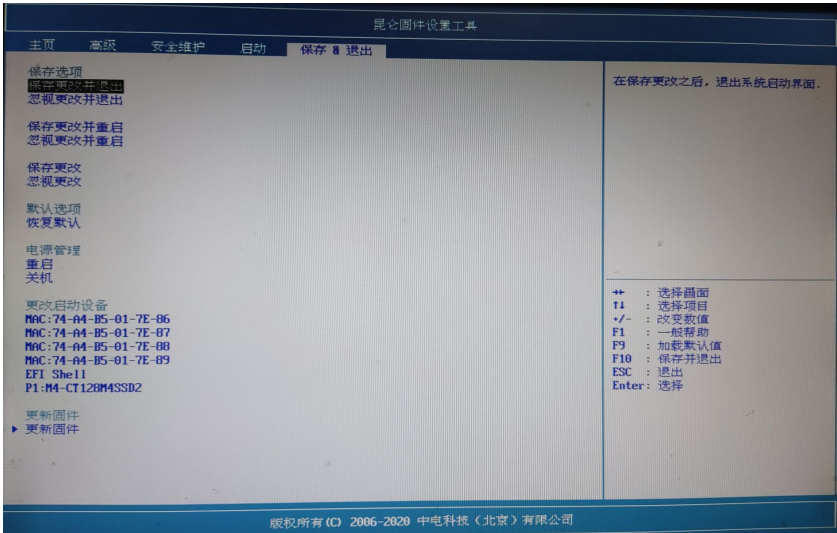 昆仑固件设置工具
主页 高级 安全维护 启动 保存 & 退出
保存选项
保存更改并退出
忽视更改并退出
保存更改并重启
忽视更改并重启
保存更改
忽视更改
默认选项
恢复默认
电源管理
重启
关机
更改启动设备
MAC:74-A4-B5-01-7E-86
MAC:74-A4-B5-01-7E-87
MAC:74-A4-B5-01-7E-88
MAC:74-A4-B5-01-7E-89
EFI Shell
P1:M4-CT128M4SSD2
更新固件
更新固件
在保存更改之后，退出系统启动界面.
→← : 选择画面
↑↓ : 选择项目
+/- : 改变数值
F1 : 一般帮助
F9 : 加载默认值
F10 : 保存并退出
ESC : 退出
Enter: 选择
版权所有(C) 2006-2020 中电科技（北京）有限公司